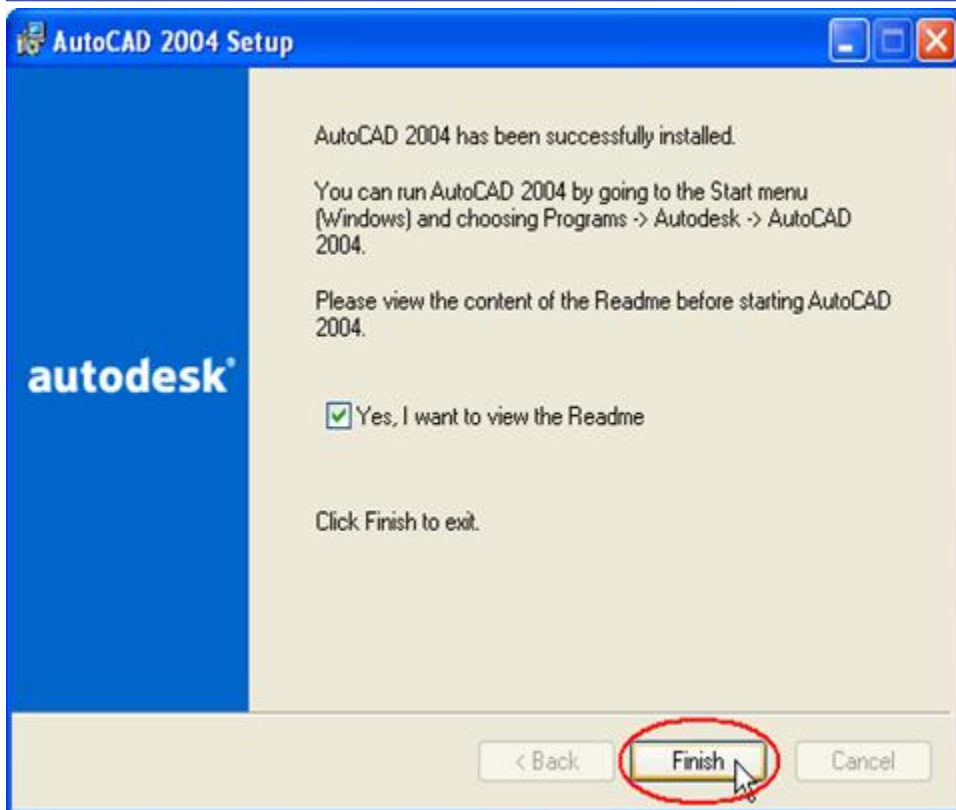 AutoCAD 2004 Setup
AutoCAD 2004 has been successfully installed.
You can run AutoCAD 2004 by going to the Start menu
(Windows) and choosing Programs -> Autodesk -> AutoCAD
2004.
Please view the content of the Readme before starting AutoCAD
2004.
autodesk®
Yes, I want to view the Readme
Click Finish to exit.
< Back
Finish
Cancel